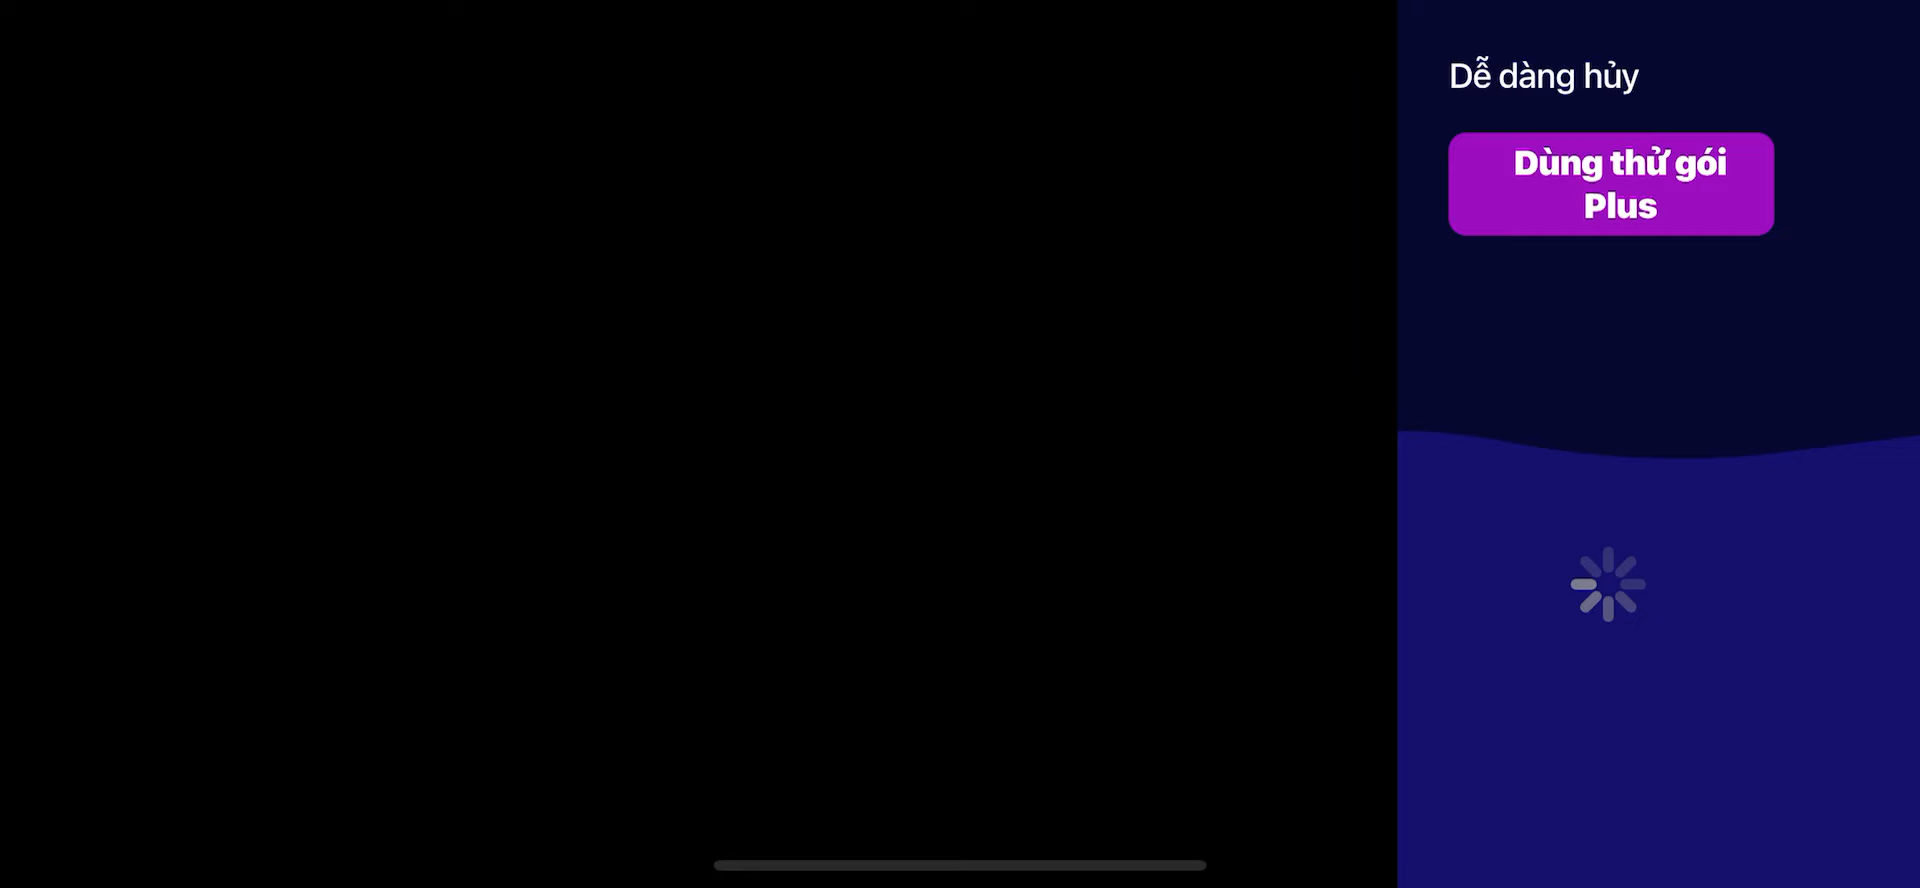 Dễ dàng hủy
Dùng thử gói
Plus